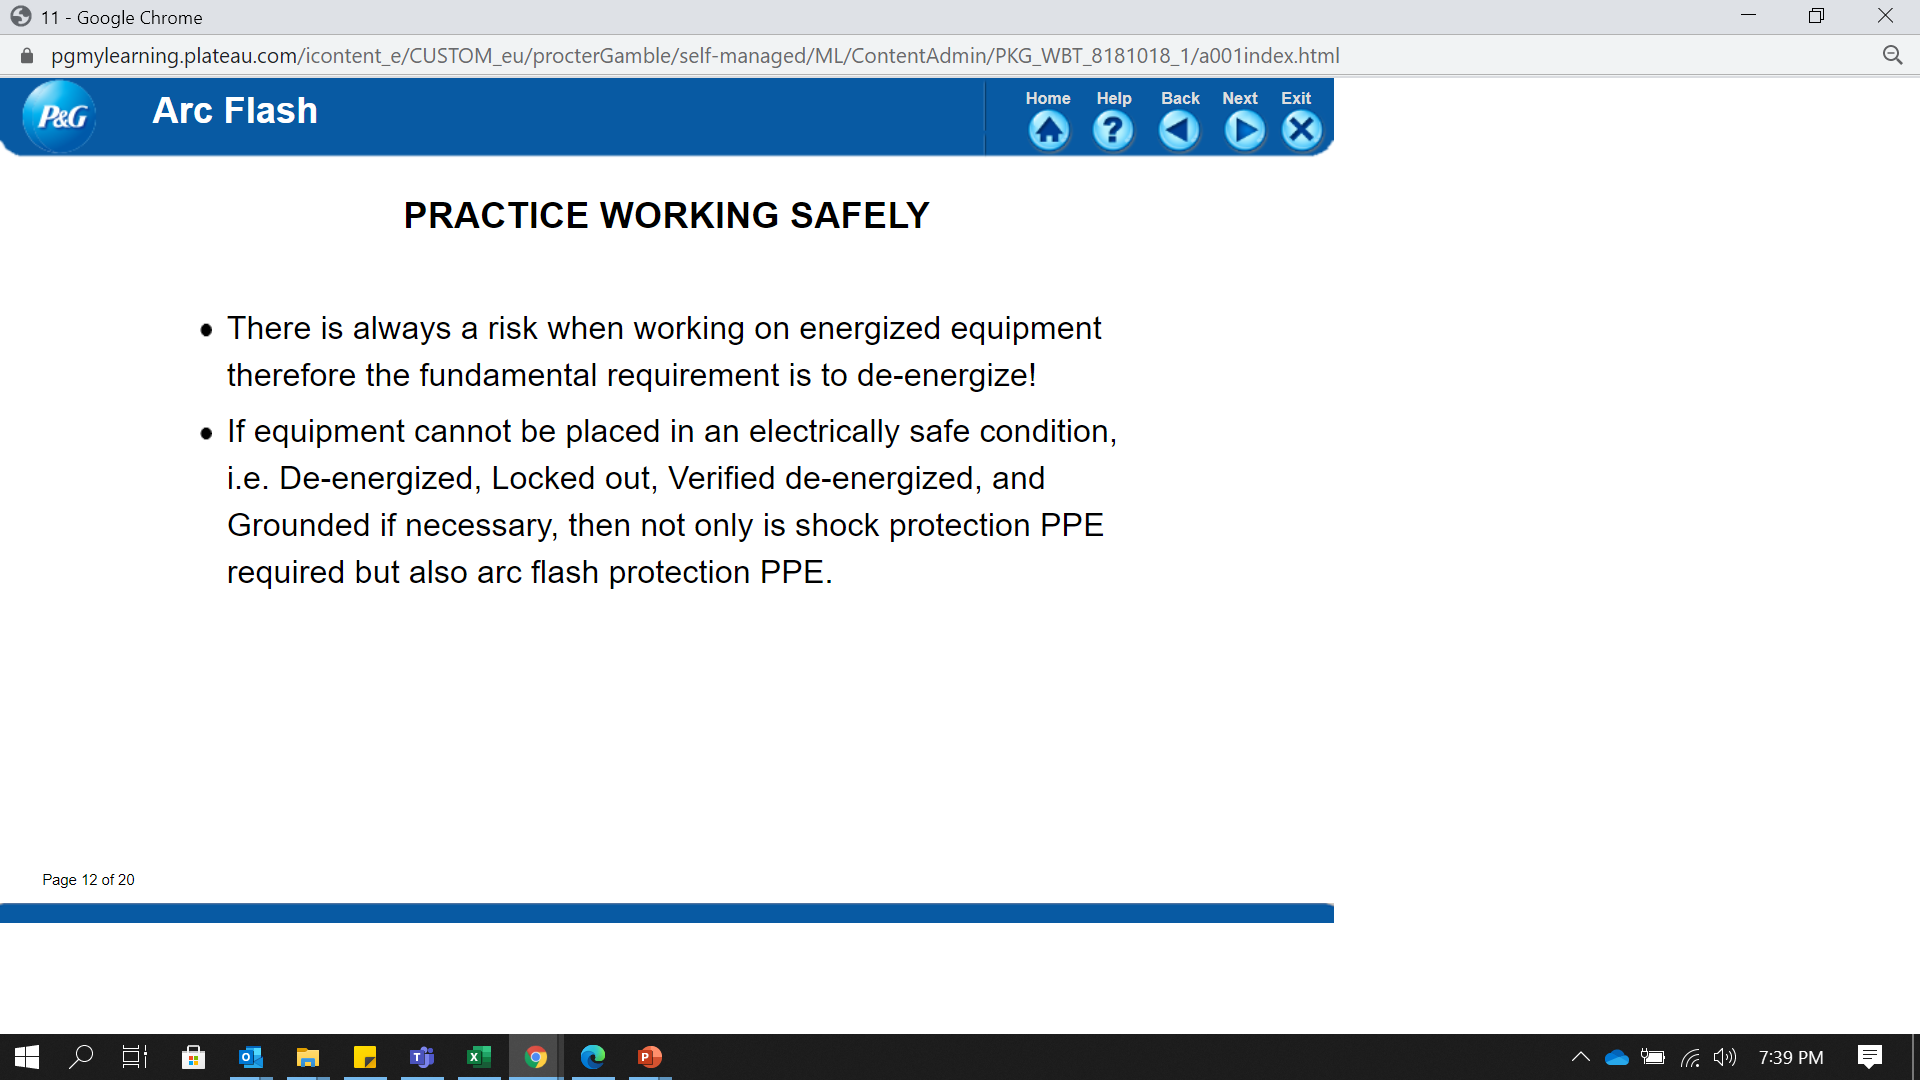 11 - Google Chrome
pgmylearning.plateau.com/icontent_e/CUSTOM_eu/procterGamble/self-managed/ML/ContentAdmin/PKG_WBT_8181018_1/a001index.html
P&G
Arc Flash
Home Help Back Next Exit
PRACTICE WORKING SAFELY
• There is always a risk when working on energized equipment
therefore the fundamental requirement is to de-energize!
• If equipment cannot be placed in an electrically safe condition,
i.e. De-energized, Locked out, Verified de-energized, and
Grounded if necessary, then not only is shock protection PPE
required but also arc flash protection PPE.
Page 12 of 20
7:39 PM